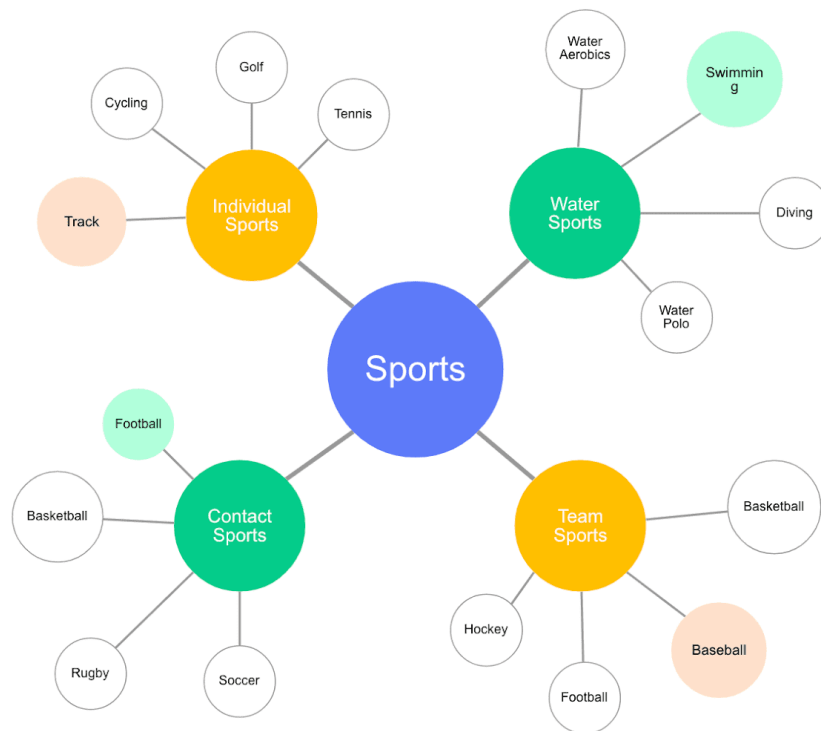 Water
Aerobics
Golf
Swimmin
g
Cycling
Tennis
Individual
Sports
Water
Sports
Track
Diving
Water
Polo
Sports
Football
Basketball
Contact
Sports
Team
Sports
Basketball
Hockey
Baseball
Rugby
Soccer
Football